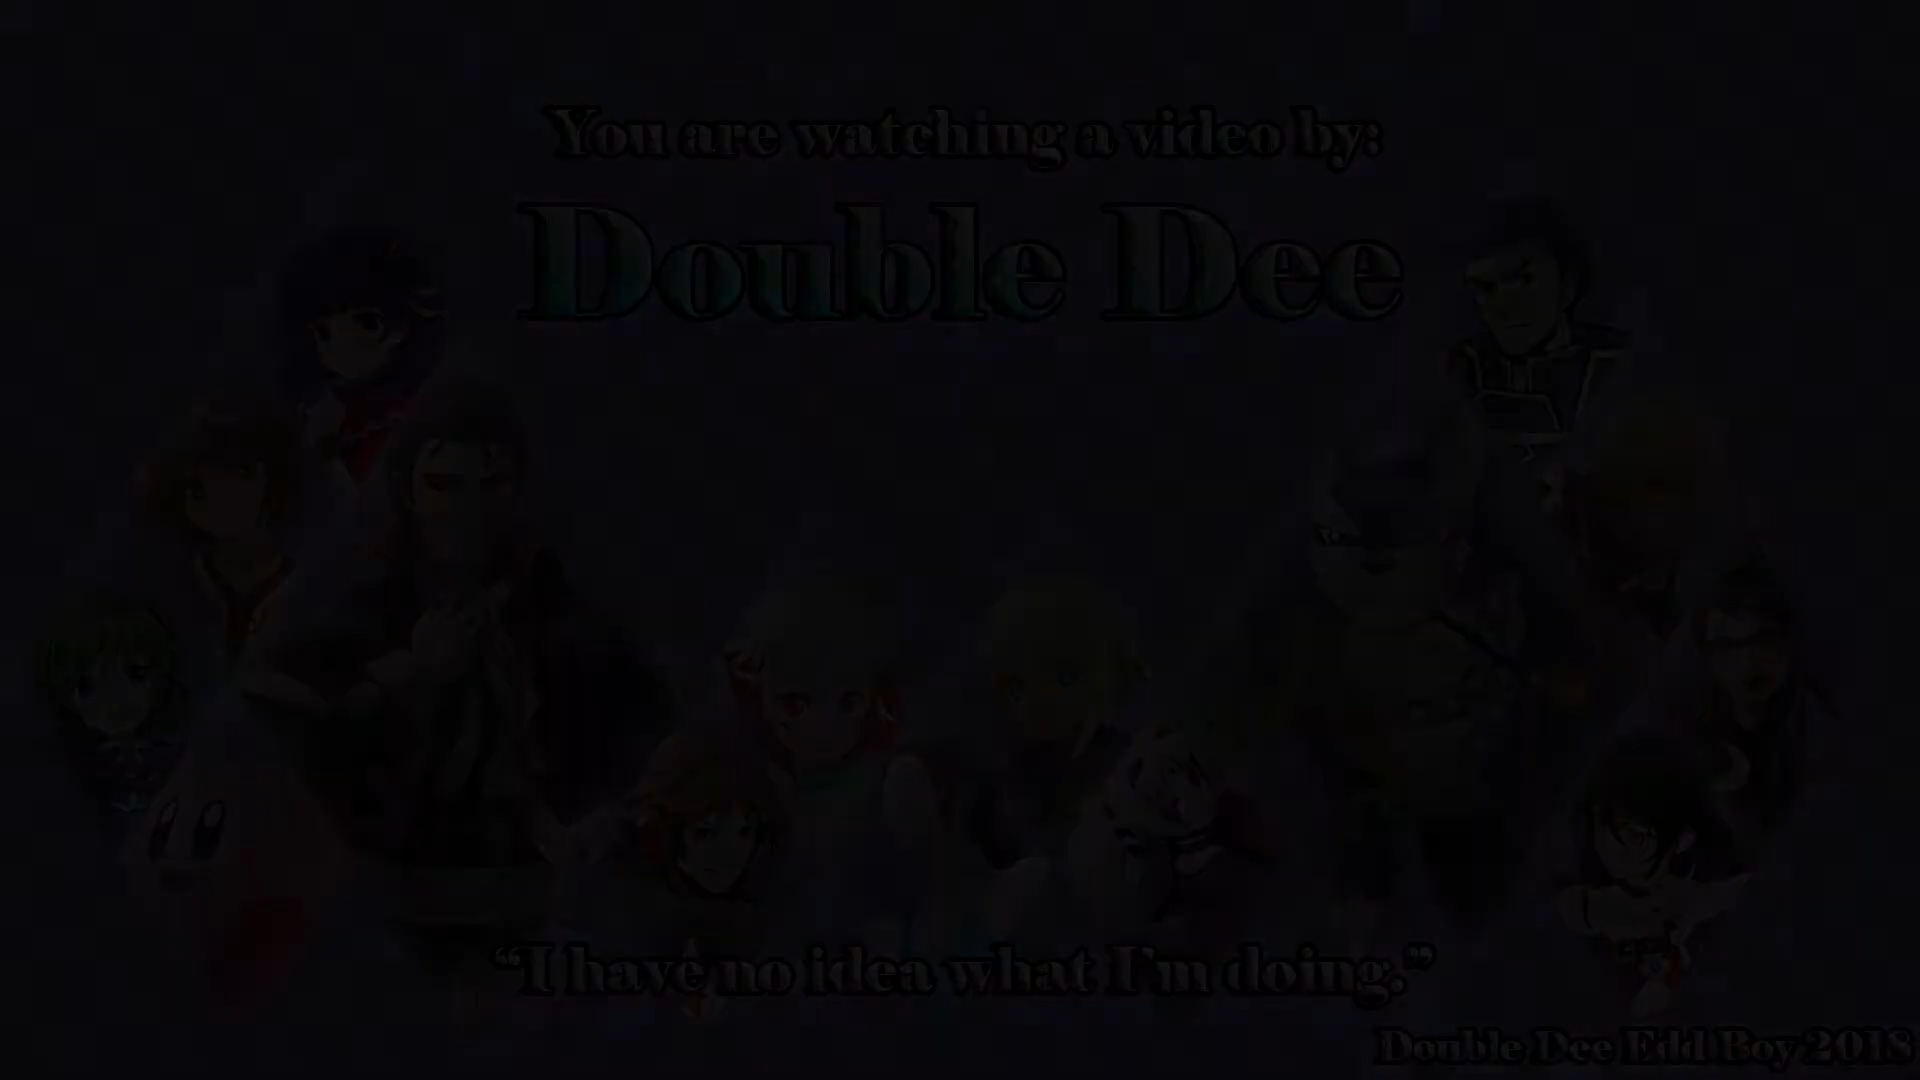 You are watching a video by:
Double Dee
“I have no idea what I'm doing.”
Double Dee Edd Boy 2018